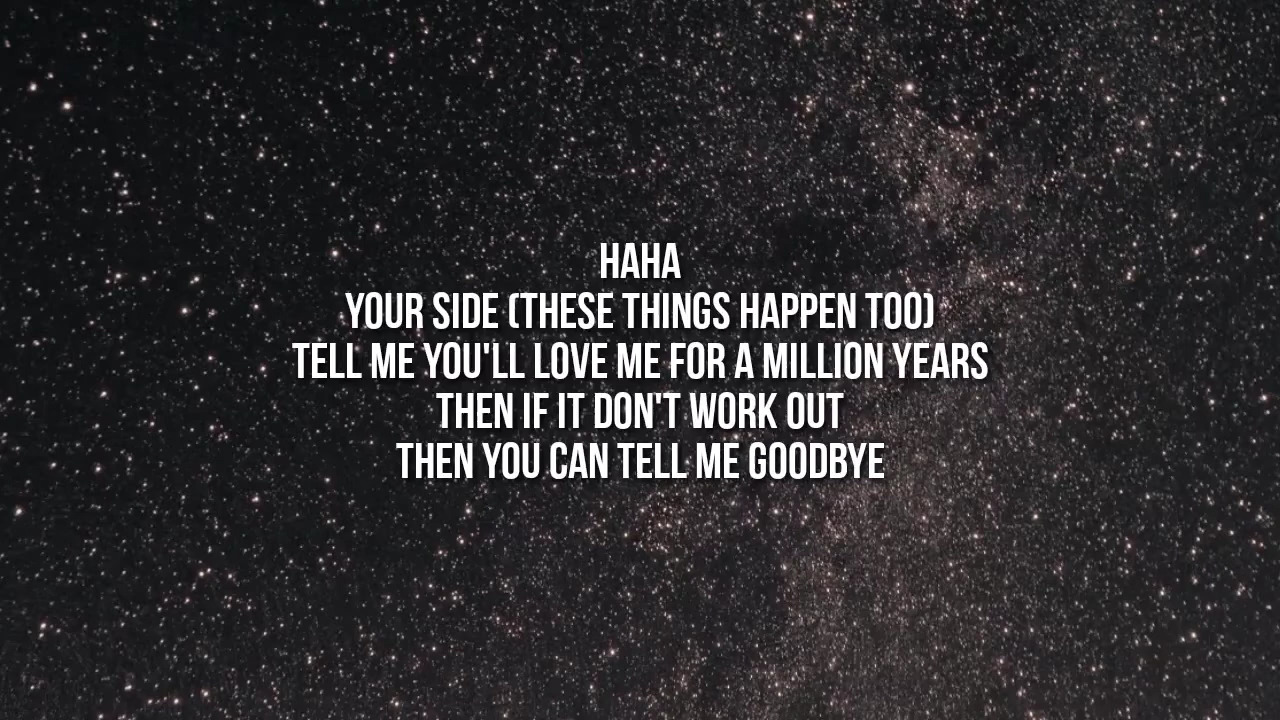 HAHA
YOUR SIDE (THESE THINGS HAPPEN TOO)
TELL ME YOU'LL LOVE ME FOR A MILLION YEARS
THEN IF IT DON'T WORK OUT
THEN YOU CAN TELL ME GOODBYE